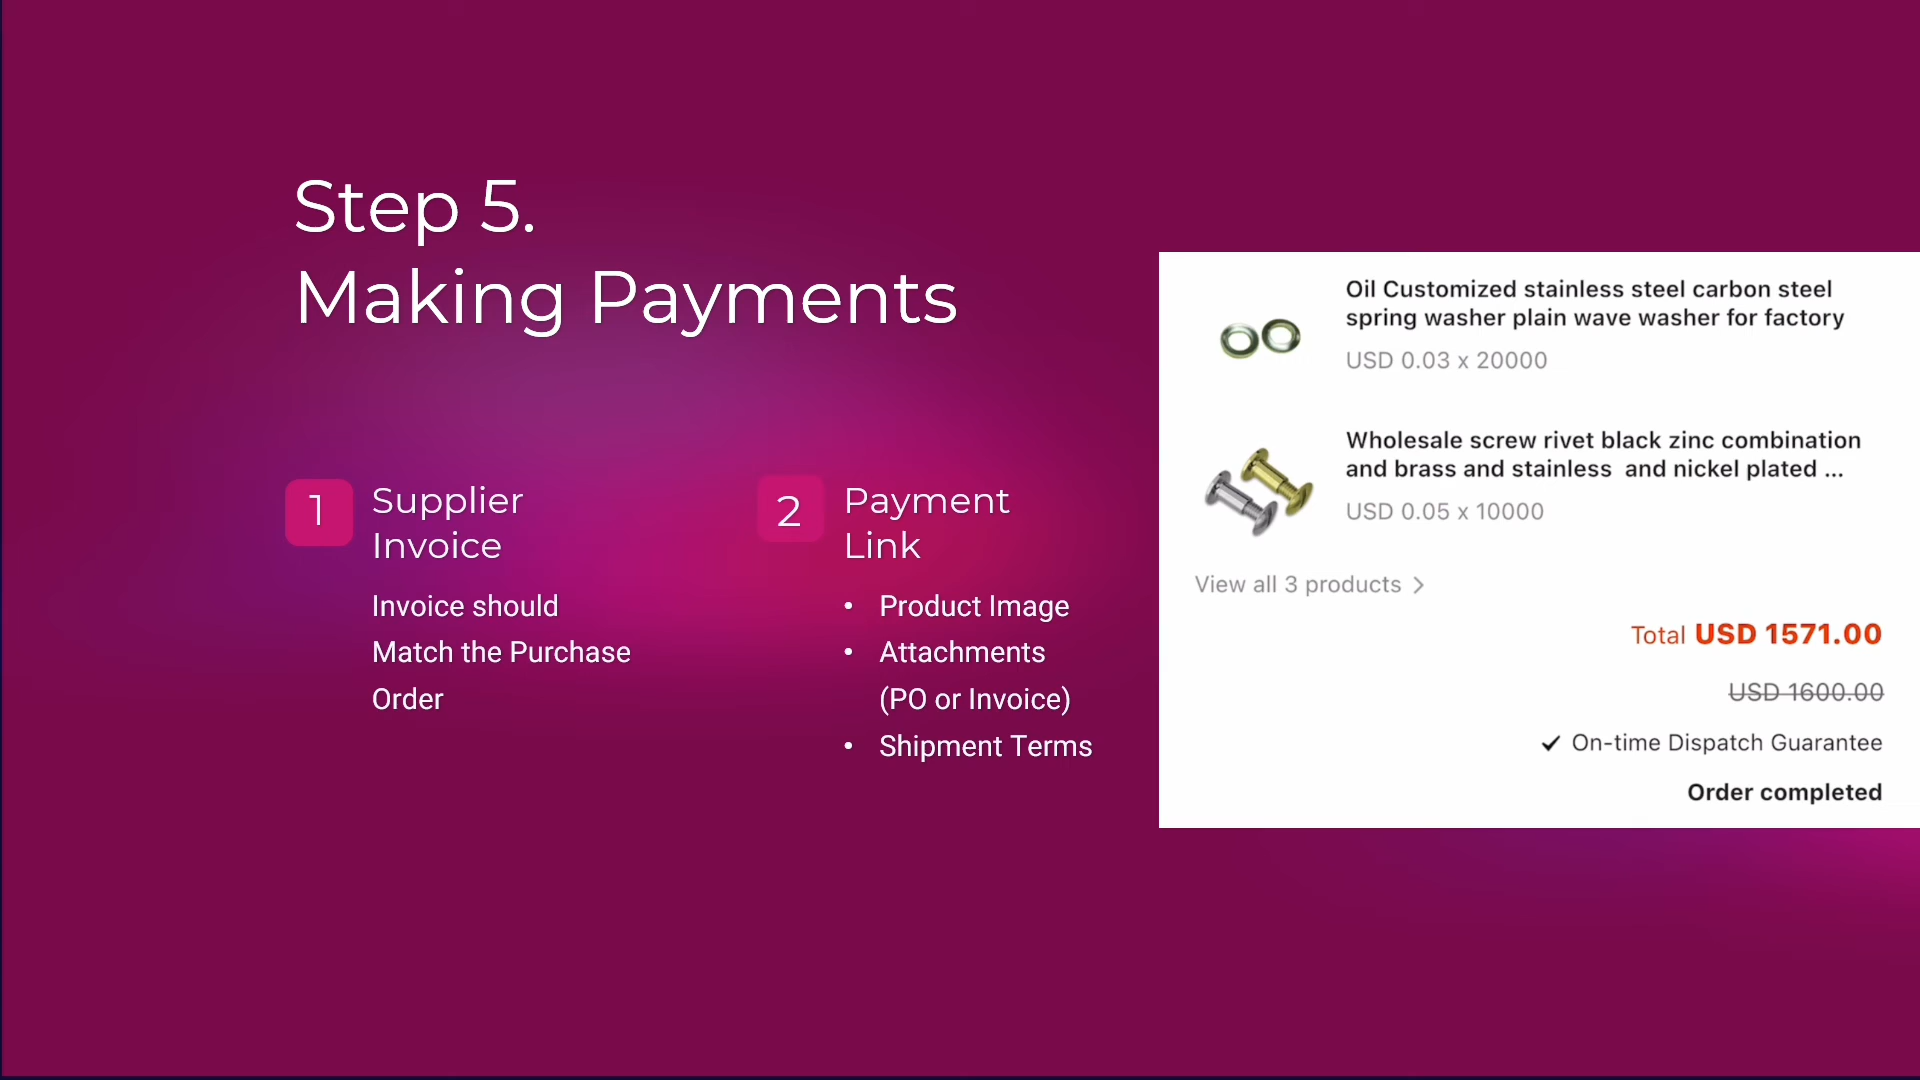 Step 5.
Making Payments
1
Supplier
Invoice
Invoice should
Match the Purchase
Order
2
Payment
Link
• Product Image
• Attachments
(PO or Invoice)
• Shipment Terms
Oil Customized stainless steel carbon steel
spring washer plain wave washer for factory
USD 0.03 x 20000
Wholesale screw rivet black zinc combination
and brass and stainless and nickel plated ...
USD 0.05 x 10000
View all 3 products >
Total USD 1571.00
USD 1600.00
✓ On-time Dispatch Guarantee
Order completed